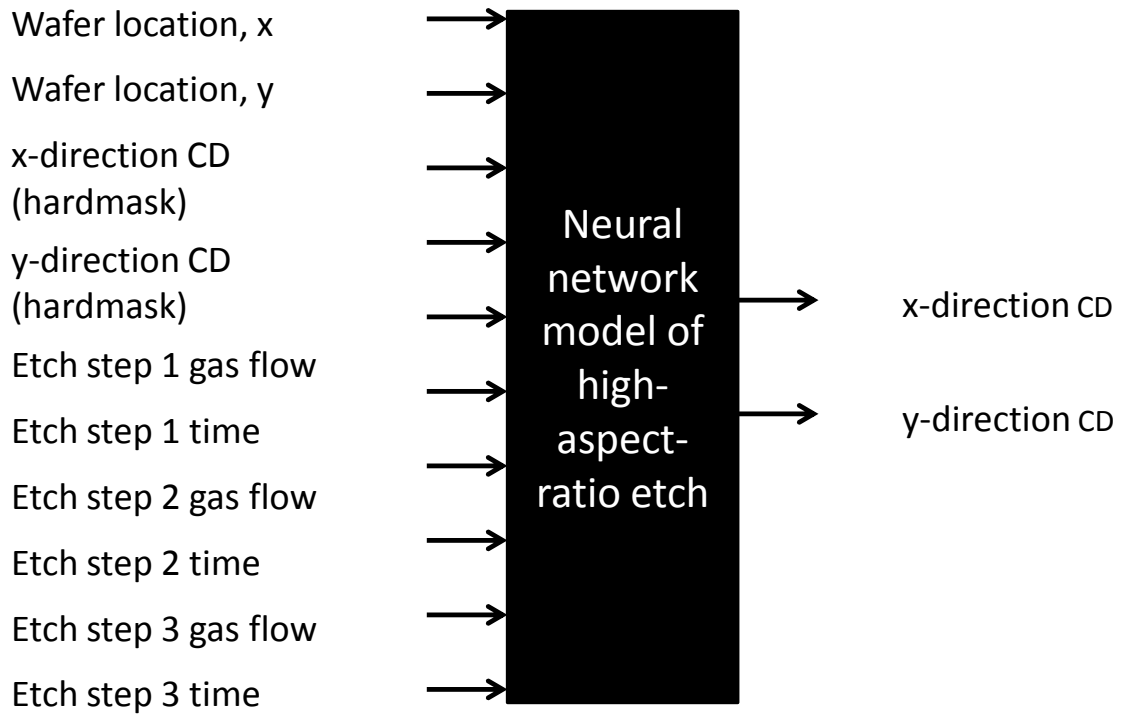 Wafer location, x
Wafer location, y
x-direction CD
(hardmask)
y-direction CD
(hardmask)
Etch step 1 gas flow
Etch step 1 time
Etch step 2 gas flow
Etch step 2 time
Etch step 3 gas flow
Etch step 3 time
Neural
network
model of
high-
aspect-
ratio etch
x-direction CD
y-direction CD